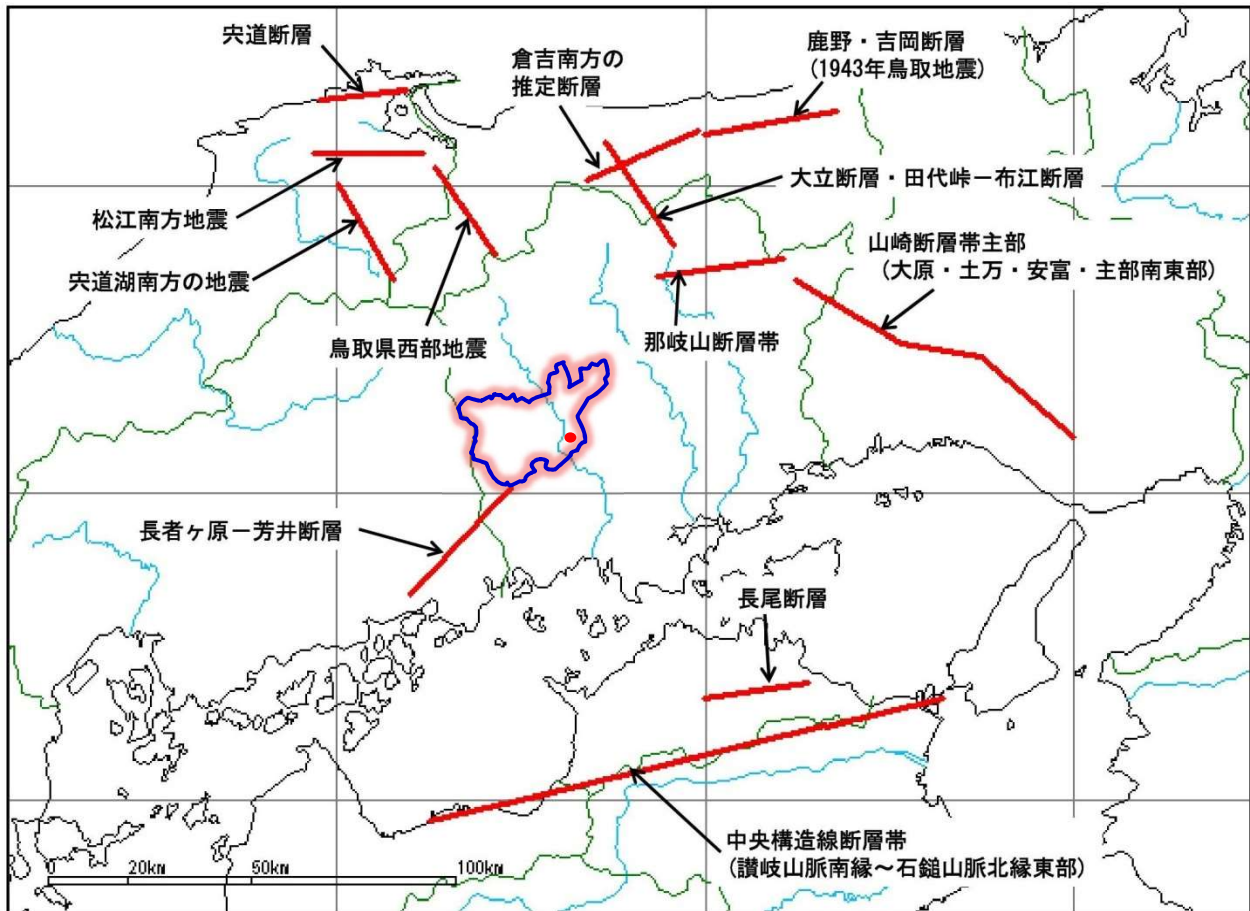 宍道断層
倉吉南方の
推定断層
鹿野・吉岡断層
(1943年鳥取地震)
大立断層・田代峠－布江断層
松江南方地震
山崎断層帯主部
(大原・土万・安富・主部南東部)
宍道湖南方の地震
鳥取県西部地震
那岐山断層帯
長者ヶ原－芳井断層
長尾断層
中央構造線断層帯
(讃岐山脈南縁～石鎚山脈北縁東部)
0 20km 50km 100km